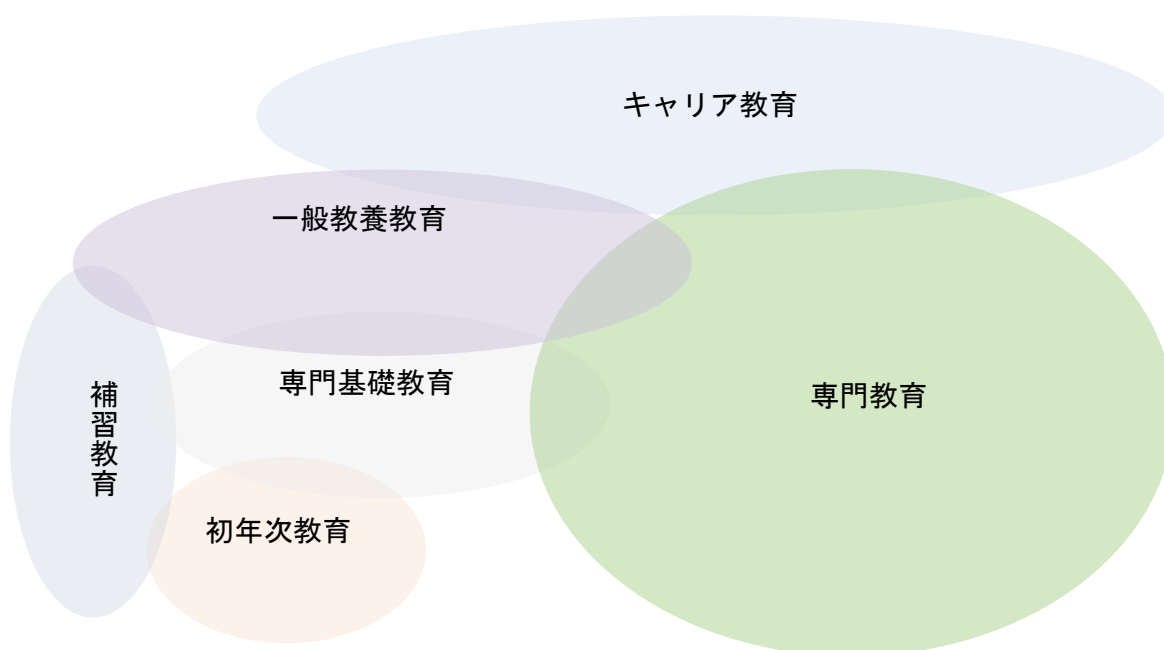 キャリア教育
一般教養教育
専門基礎教育
専門教育
補習教育
初年次教育